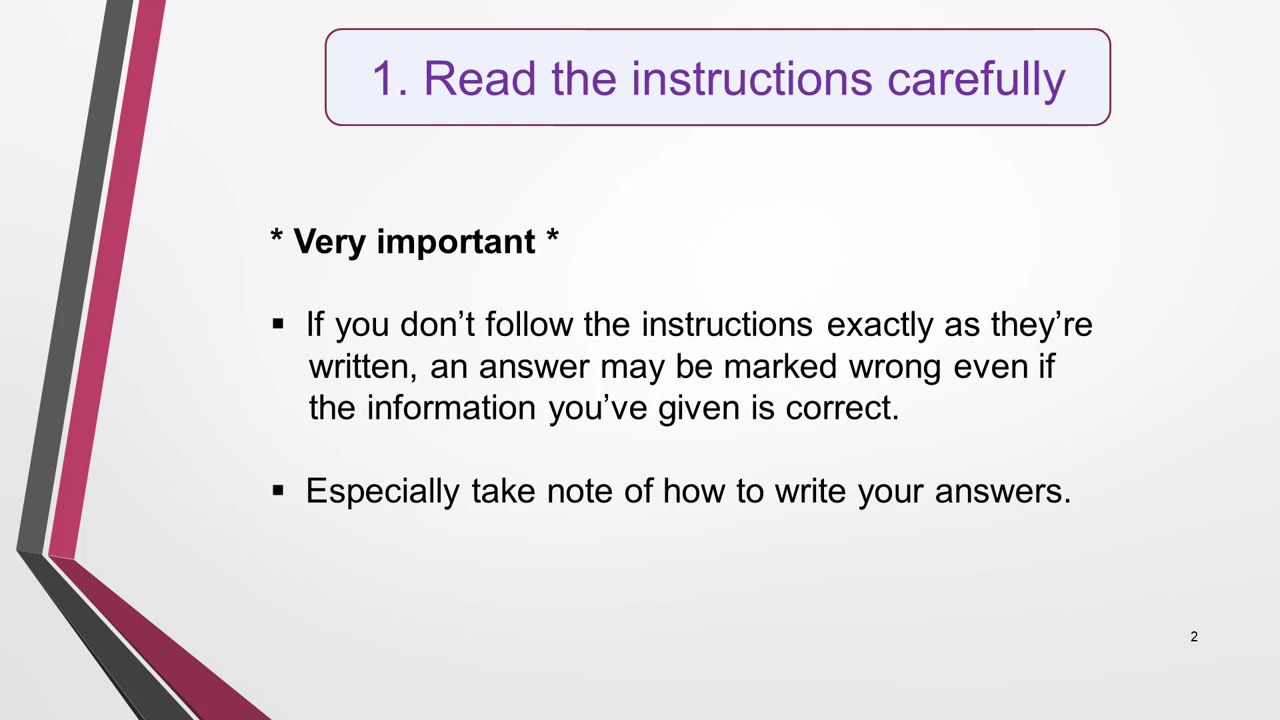 1. Read the instructions carefully
* Very important *
▪ If you don’t follow the instructions exactly as they’re
written, an answer may be marked wrong even if
the information you’ve given is correct.
▪ Especially take note of how to write your answers.
2